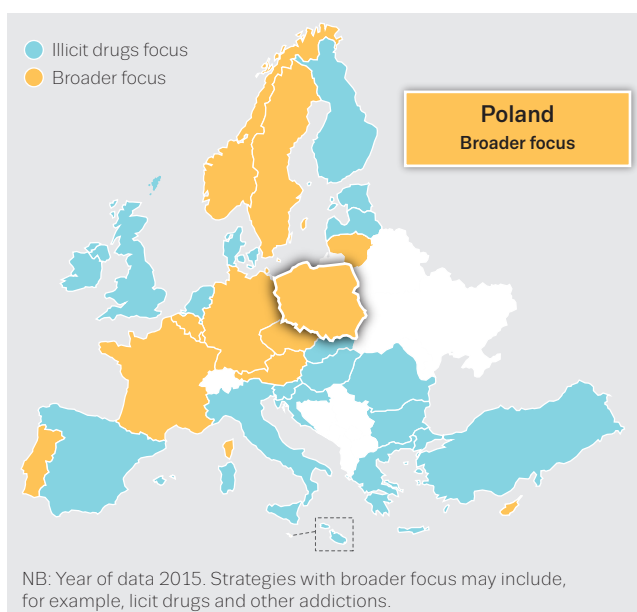 Illicit drugs focus
Broader focus
Poland
Broader focus
NB: Year of data 2015. Strategies with broader focus may include,
for example, licit drugs and other addictions.